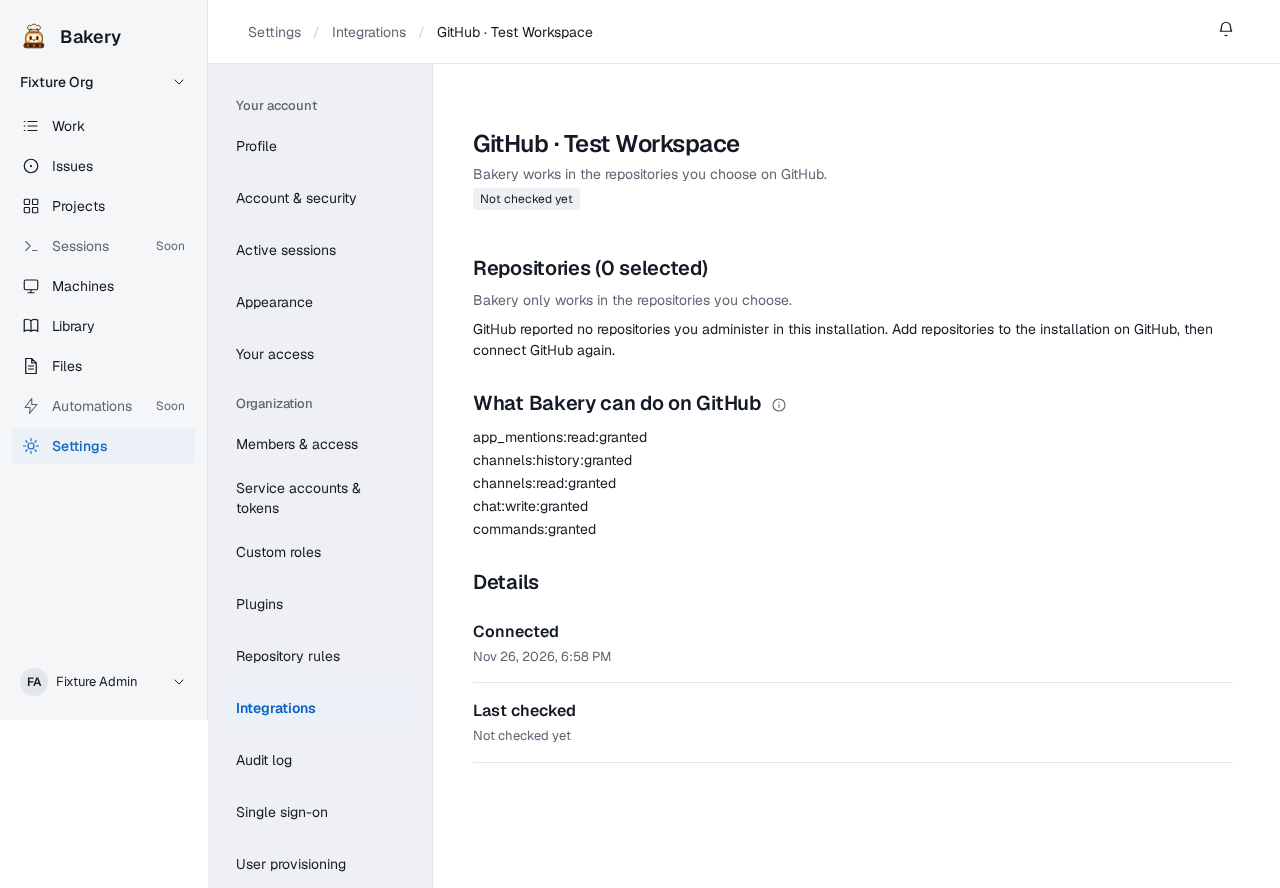 Bakery
Fixture Org
Work
Issues
Projects
Sessions Soon
Machines
Library
Files
Automations Soon
Settings
FA Fixture Admin
Settings / Integrations / GitHub · Test Workspace
Your account
Profile
Account & security
Active sessions
Appearance
Your access
Organization
Members & access
Service accounts &
tokens
Custom roles
Plugins
Repository rules
Integrations
Audit log
Single sign-on
User provisioning
GitHub · Test Workspace
Bakery works in the repositories you choose on GitHub.
Not checked yet
Repositories (0 selected)
Bakery only works in the repositories you choose.
GitHub reported no repositories you administer in this installation. Add repositories to the installation on GitHub, then
connect GitHub again.
What Bakery can do on GitHub
app_mentions:read:granted
channels:history:granted
channels:read:granted
chat:write:granted
commands:granted
Details
Connected
Nov 26, 2026, 6:58 PM
Last checked
Not checked yet